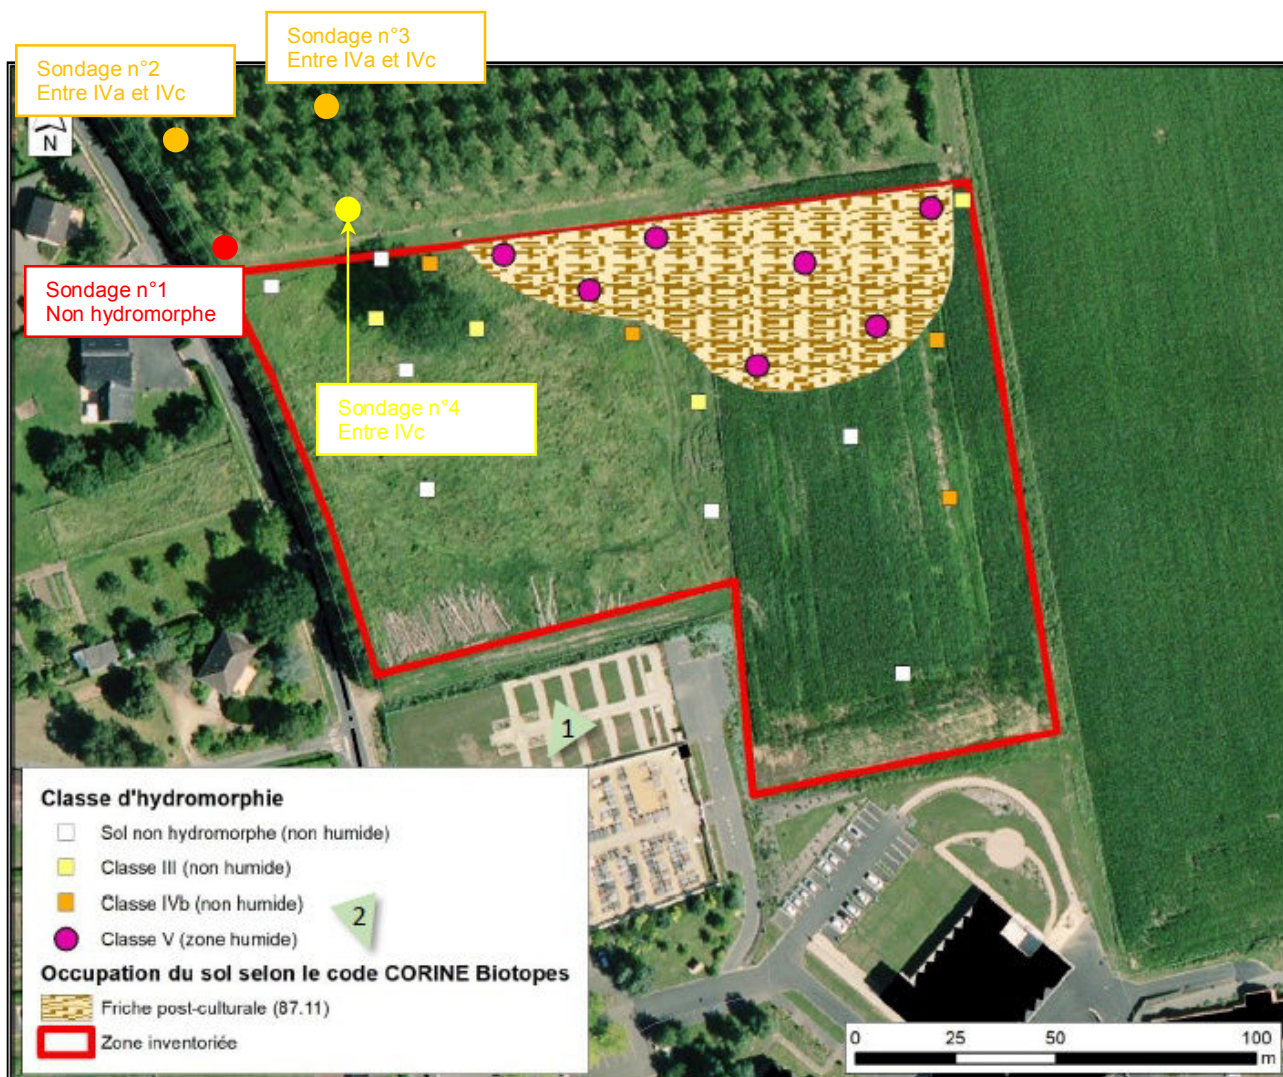 Sondage n°3
Entre IVa et IVc
Sondage n°2
Entre IVa et IVc
N
Sondage n°1
Non hydromorphe
Sondage n°4
Entre IVc
1
Classe d'hydromorphie
Sol non hydromorphe (non humide)
Classe III (non humide)
Classe IVb (non humide)
2
Classe V (zone humide)
Occupation du sol selon le code CORINE Biotopes
Friche post-culturale (87.11)
Zone inventoriée
0 25 50 100
m